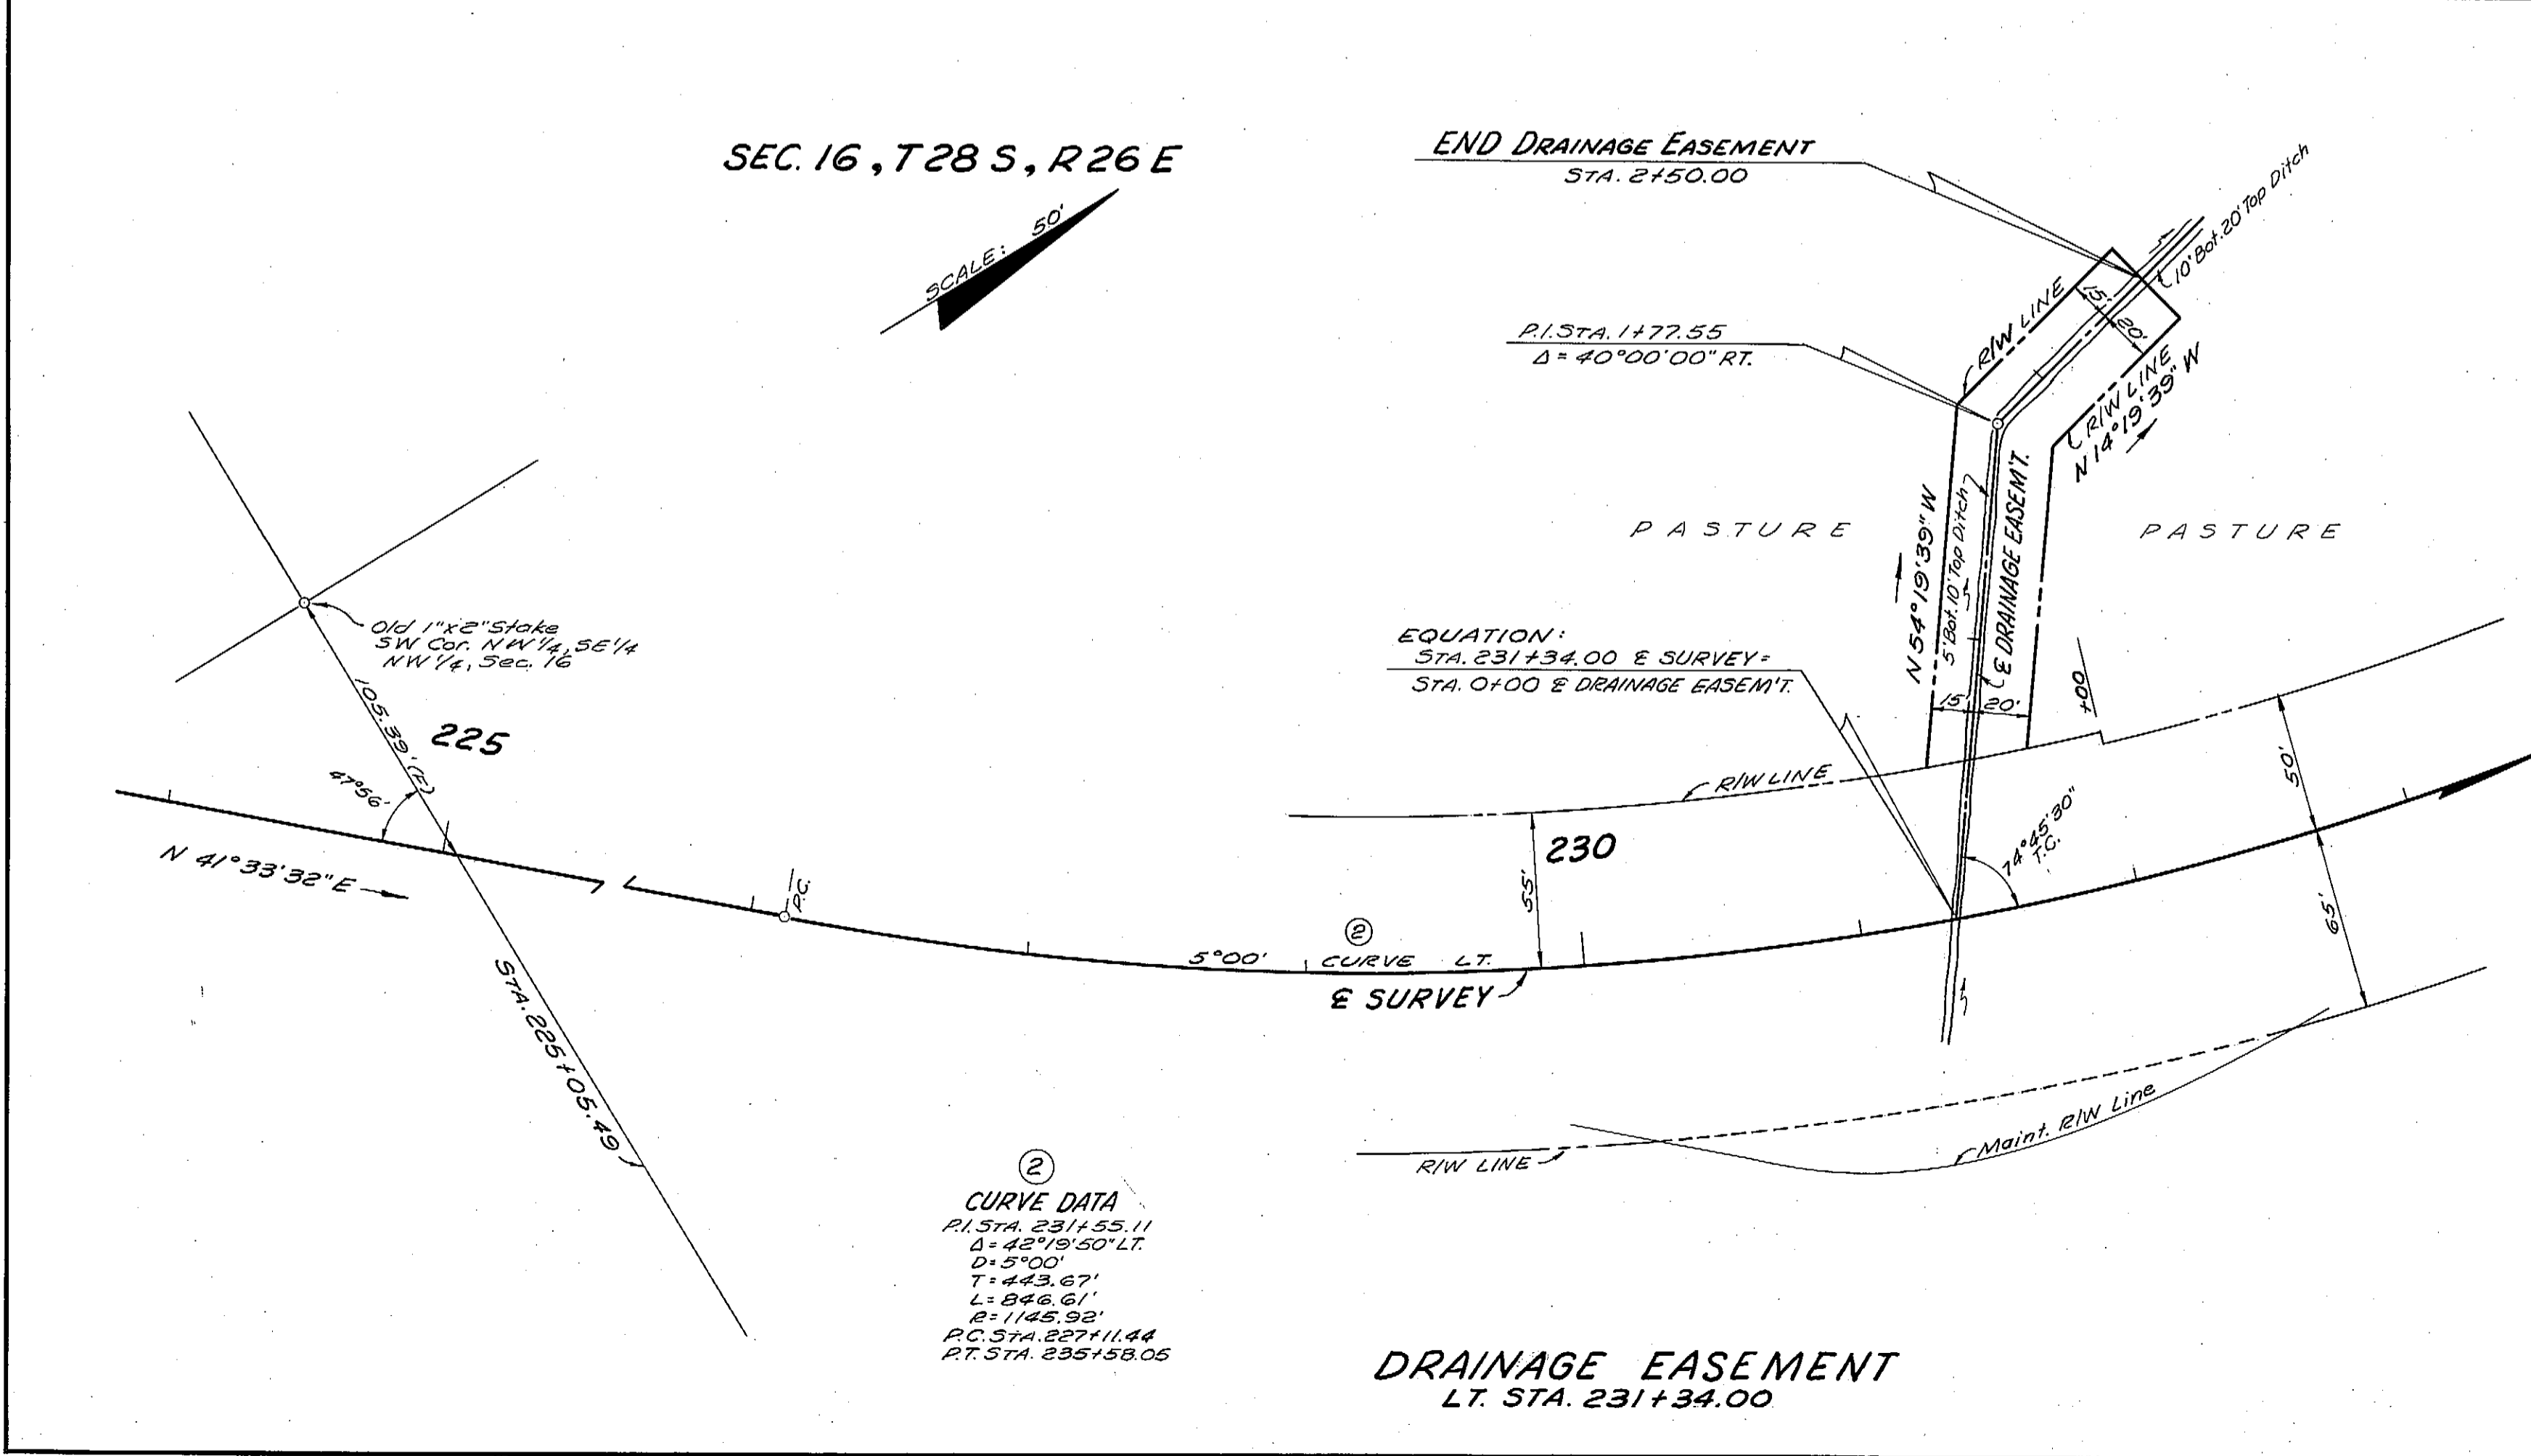 SEC. 16, T 28 S, R 26 E
SCALE: 50'
END DRAINAGE EASEMENT
STA. 2+50.00
10' Bot. 20' Top Ditch
P.I. STA. 1+77.55
Δ = 40°00'00" RT.
R/W LINE
15'
20'
R/W LINE
N 14°19'39" W
N 54°19'39" W
5' Bot. 10' Top Ditch
℄ DRAINAGE EASEM'T.
PASTURE
PASTURE
Old 1"x2" Stake
SW Cor. NW 1/4, SE 1/4
NW 1/4, Sec. 16
105.39' (F)
225
47°56'
N 41°33'32" E
STA. 225+05.49
EQUATION:
STA. 231+34.00 ℄ SURVEY =
STA. 0+00 ℄ DRAINAGE EASEM'T.
15'
20'
+00
R/W LINE
230
55'
50'
65'
74°45'30"
T.C.
P.C.
2
5°00' CURVE LT.
℄ SURVEY
R/W LINE
Maint. R/W Line
2
CURVE DATA
P.I. STA. 231+55.11
Δ = 42°19'50" LT.
D = 5°00'
T = 443.67'
L = 846.61'
R = 1145.92'
P.C. STA. 227+11.44
P.T. STA. 235+58.05
DRAINAGE EASEMENT
LT. STA. 231+34.00